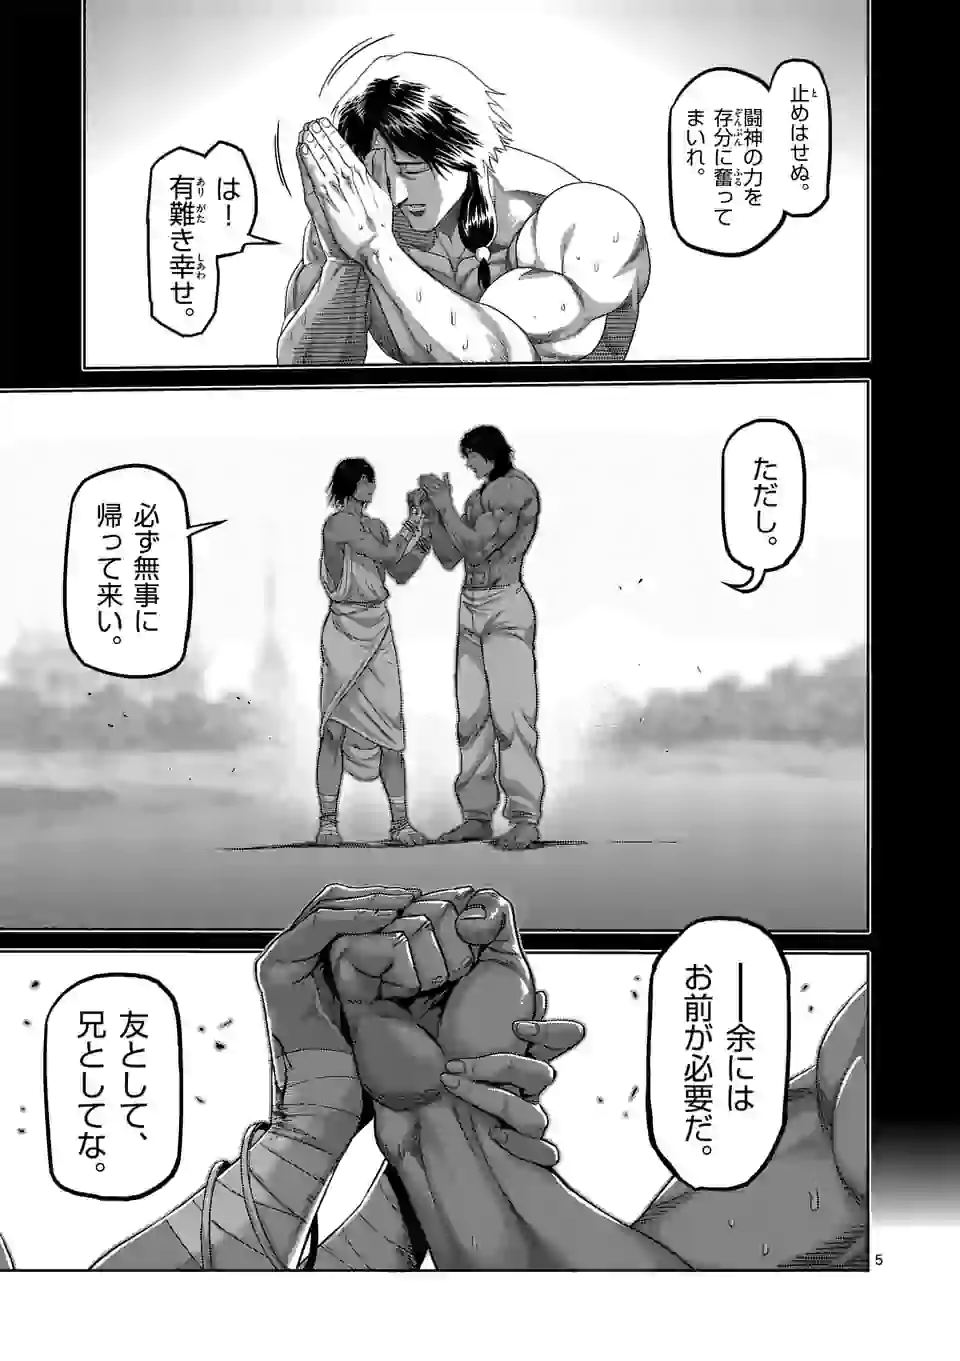 止めはせぬ。
闘神の力を
存分に奮って
まいれ。
は！
有難き幸せ。
ただし。
必ず無事に
帰って来い。
──余には
お前が必要だ。
友として、
兄としてな。
5